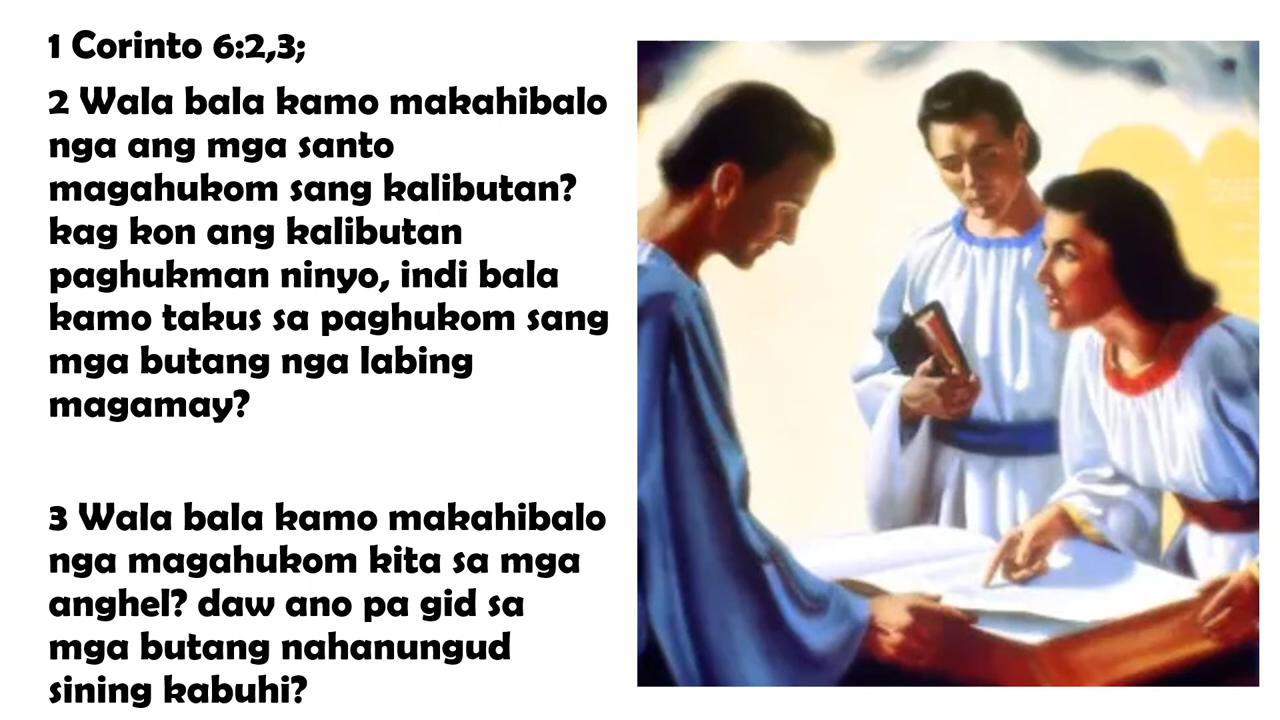 1 Corinto 6:2,3;
2 Wala bala kamo makahibalo
nga ang mga santo
magahukom sang kalibutan?
kag kon ang kalibutan
paghukman ninyo, indi bala
kamo takus sa paghukom sang
mga butang nga labing
magamay?
3 Wala bala kamo makahibalo
nga magahukom kita sa mga
anghel? daw ano pa gid sa
mga butang nahanungud
sining kabuhi?